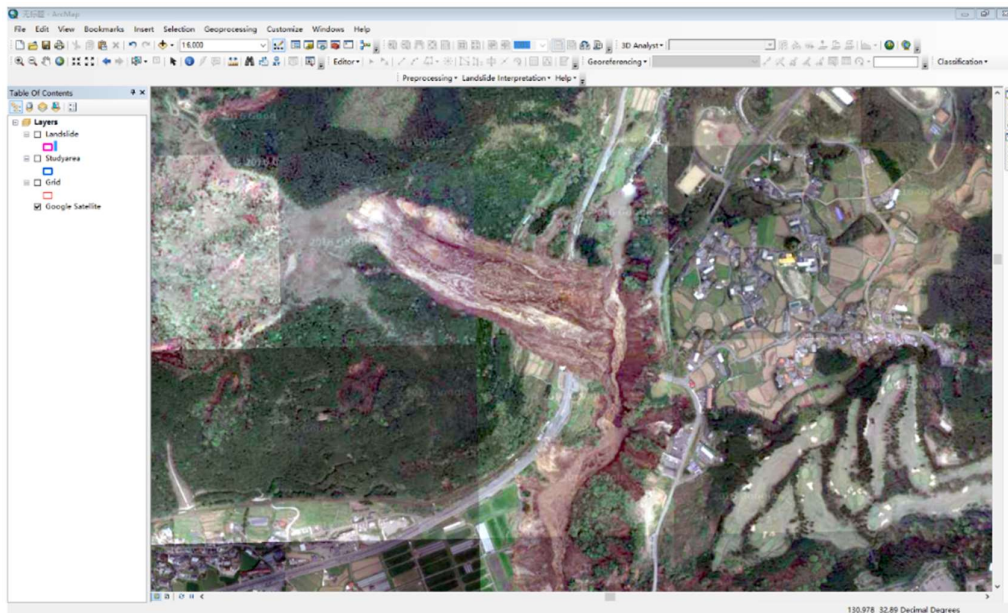 无标题 - ArcMap
File Edit View Bookmarks Insert Selection Geoprocessing Customize Windows Help
1:6,000
3D Analyst
Editor
Georeferencing
Classification
Preprocessing Landslide Interpretation Help
Table Of Contents
Layers
Landslide
Studyarea
Grid
Google Satellite
130.978 32.89 Decimal Degrees